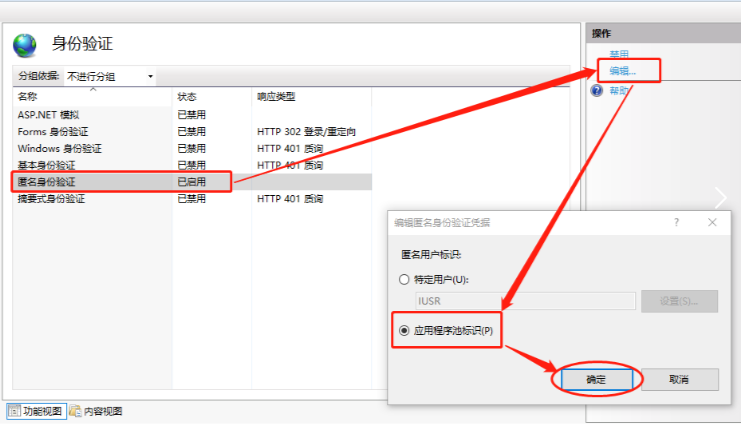 身份验证
分组依据: 不进行分组
名称 状态 响应类型
ASP.NET 模拟 已禁用
Forms 身份验证 已禁用 HTTP 302 登录/重定向
Windows 身份验证 已禁用 HTTP 401 质询
基本身份验证 已禁用 HTTP 401 质询
匿名身份验证 已启用
摘要式身份验证 已禁用 HTTP 401 质询
功能视图 内容视图
操作
禁用
编辑...
帮助
编辑匿名身份验证凭据
匿名用户标识:
特定用户(U):
IUSR 设置(S)...
应用程序池标识(P)
确定 取消